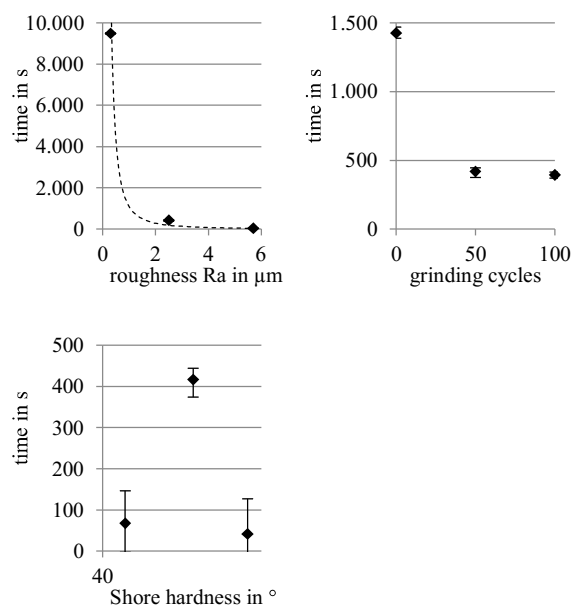 time in s
10.000
8.000
6.000
4.000
2.000
0
0 2 4 6
roughness Ra in µm
time in s
1.500
1.000
500
0
0 50 100
grinding cycles
time in s
500
400
300
200
100
0
40
Shore hardness in °